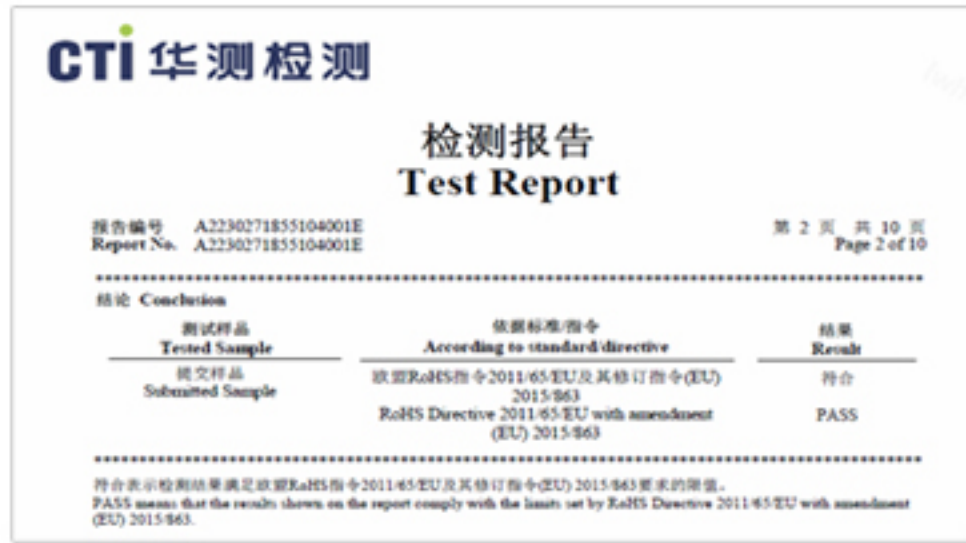 CTI 华测检测
检测报告
Test Report
报告编号 A2230271855104001E
第 2 页 共 10 页
Report No. A2230271855104001E
Page 2 of 10
结论 Conclusion
测试样品
依据标准/指令
结果
Tested Sample
According to standard/directive
Result
提交样品
欧盟RoHS指令2011/65/EU及其修订指令(EU)
符合
Submitted Sample
2015/863
RoHS Directive 2011/65/EU with amendment
PASS
(EU) 2015/863
符合表示检测结果满足欧盟RoHS指令2011/65/EU及其修订指令(EU) 2015/863要求的限值。
PASS means that the results shown on the report comply with the limits set by RoHS Directive 2011/65/EU with amendment
(EU) 2015/863.